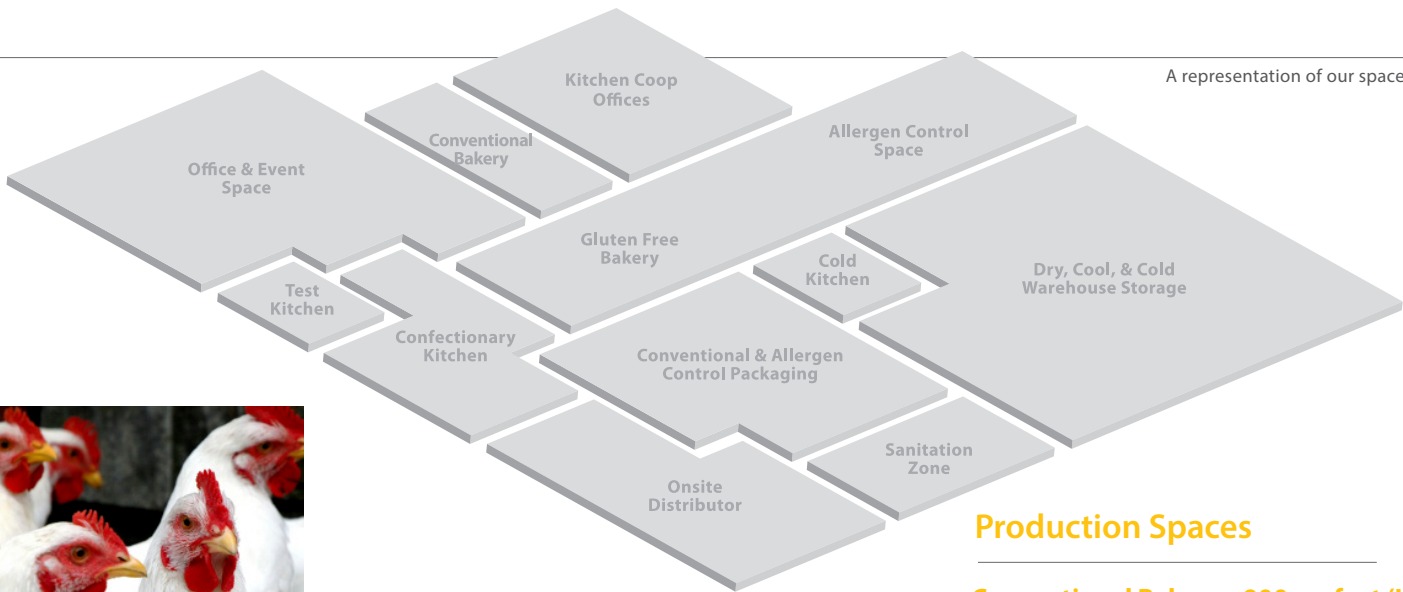 A representation of our space
Kitchen Coop
Offices
Conventional
Bakery
Allergen Control
Space
Office & Event
Space
Gluten Free
Bakery
Cold
Kitchen
Dry, Cool, & Cold
Warehouse Storage
Test
Kitchen
Confectionary
Kitchen
Conventional & Allergen
Control Packaging
Sanitation
Zone
Onsite
Distributor
Production Spaces